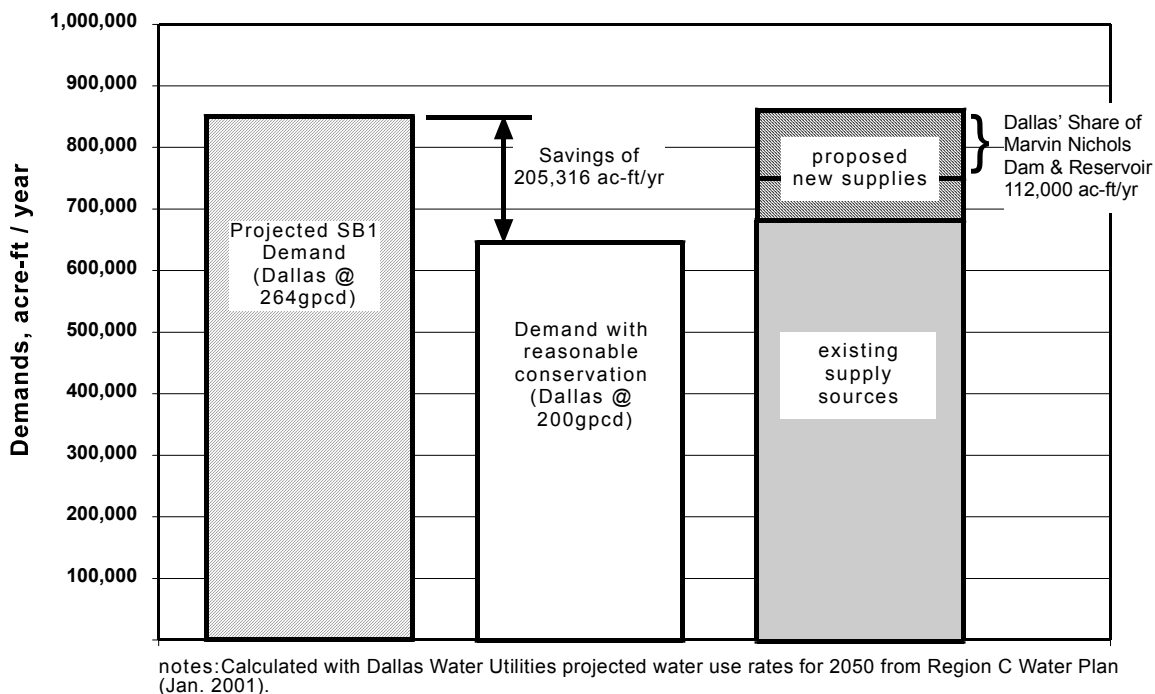 1,000,000
900,000
800,000
700,000
600,000
500,000
400,000
300,000
200,000
100,000
Demands, acre-ft / year
Projected SB1
Demand
(Dallas @
264gpcd)
Savings of
205,316 ac-ft/yr
Demand with
reasonable
conservation
(Dallas @
200gpcd)
proposed
new supplies
existing
supply
sources
}
Dallas' Share of
Marvin Nichols
Dam & Reservoir
112,000 ac-ft/yr
notes:Calculated with Dallas Water Utilities projected water use rates for 2050 from Region C Water Plan
(Jan. 2001).